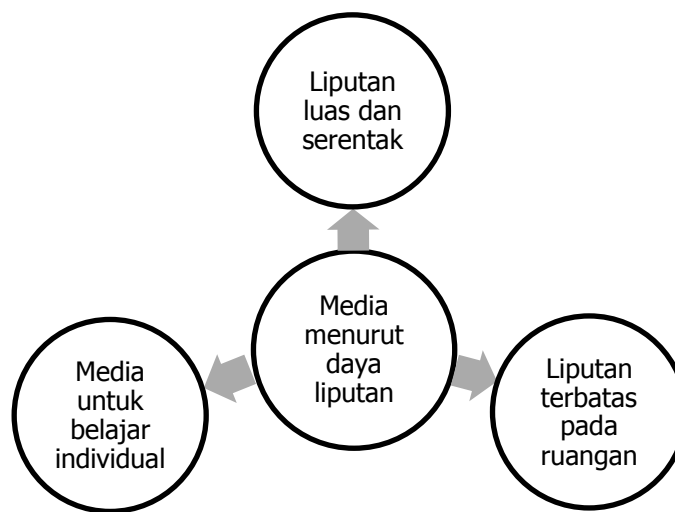 Liputan
luas dan
serentak
Media
menurut
daya
liputan
Media
untuk
belajar
individual
Liputan
terbatas
pada
ruangan